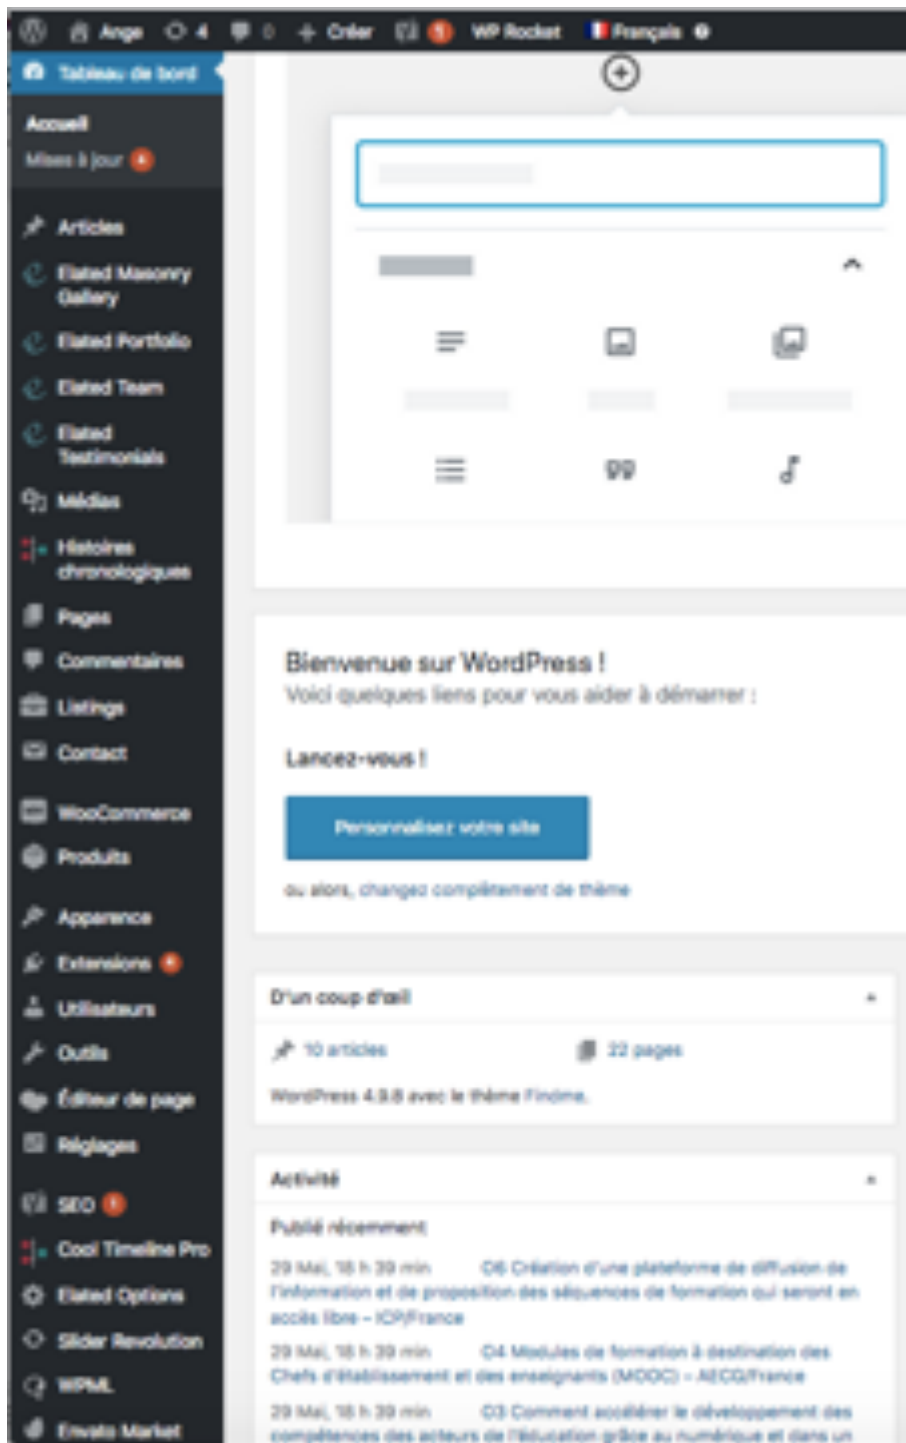 Ange 4 0 + Créer WP Rocket Français
Tableau de bord
Accueil
Mises à jour
Articles
Elated Masonry
Gallery
Elated Portfolio
Elated Team
Elated
Testimonials
Médias
Histoires
chronologiques
Pages
Commentaires
Listings
Contact
WooCommerce
Produits
Apparence
Extensions
Utilisateurs
Outils
Éditeur de page
Réglages
SEO
Cool Timeline Pro
Elated Options
Slider Revolution
WPML
Envato Market
Bienvenue sur WordPress !
Voici quelques liens pour vous aider à démarrer :
Lancez-vous !
Personnalisez votre site
ou alors, changez complètement de thème
D'un coup d'œil
10 articles 22 pages
WordPress 4.9.8 avec le thème Findme.
Activité
Publié récemment
29 Mai, 18 h 39 min O6 Création d'une plateforme de diffusion de
l'information et de proposition des séquences de formation qui seront en
accès libre – ICP/France
29 Mai, 18 h 39 min O4 Modules de formation à destination des
Chefs d'établissement et des enseignants (MOOC) – AECG/France
29 Mai, 18 h 39 min O3 Comment accélérer le développement des
compétences des acteurs de l'éducation grâce au numérique et dans un